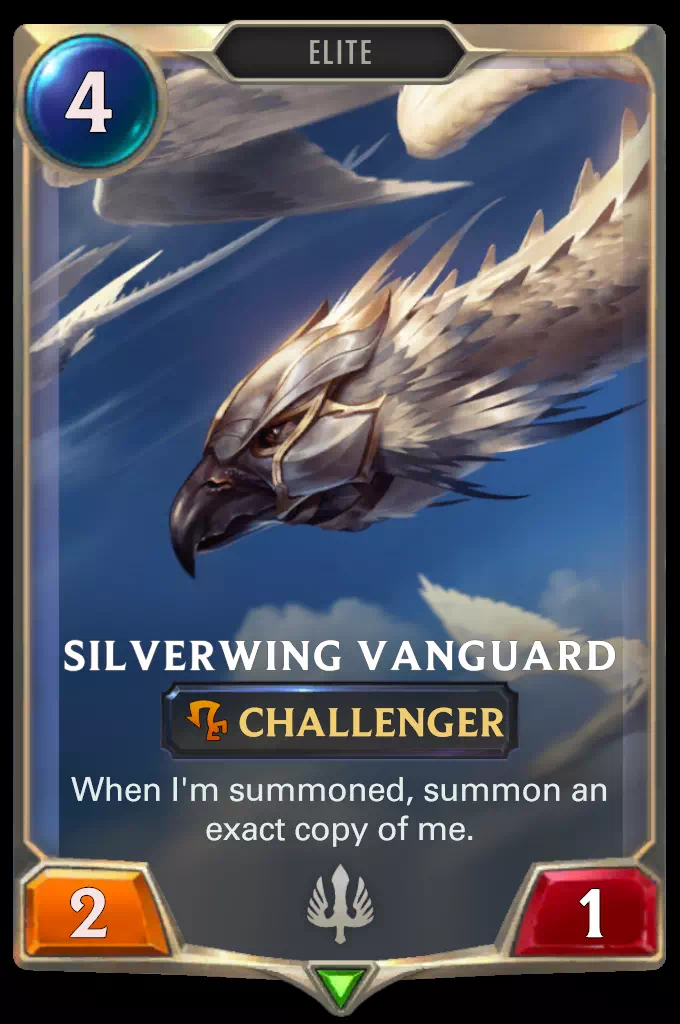 ELITE
4
SILVERWING VANGUARD
CHALLENGER
When I'm summoned, summon an
exact copy of me.
2
1